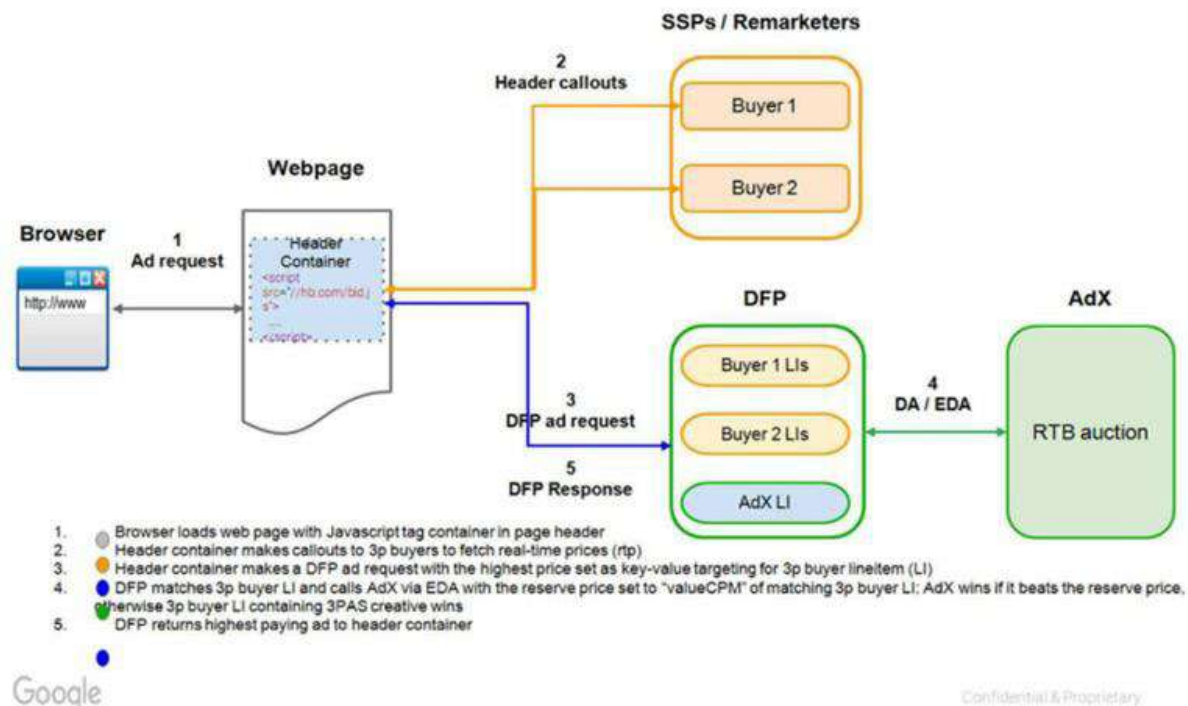 SSPs / Remarketers
2
Header callouts
Buyer 1
Buyer 2
Webpage
Browser
1
Ad request
http://www
Header
Container
<script
src="//hb.com/bid.j
s">
....
</script>
DFP
AdX
Buyer 1 LIs
Buyer 2 LIs
AdX LI
3
DFP ad request
5
DFP Response
4
DA / EDA
RTB auction
1. Browser loads web page with Javascript tag container in page header
2. Header container makes callouts to 3p buyers to fetch real-time prices (rtp)
3. Header container makes a DFP ad request with the highest price set as key-value targeting for 3p buyer lineitem (LI)
4. DFP matches 3p buyer LI and calls AdX via EDA with the reserve price set to "valueCPM" of matching 3p buyer LI; AdX wins if it beats the reserve price,
otherwise 3p buyer LI containing 3PAS creative wins
5. DFP returns highest paying ad to header container
Google
Confidential & Proprietary